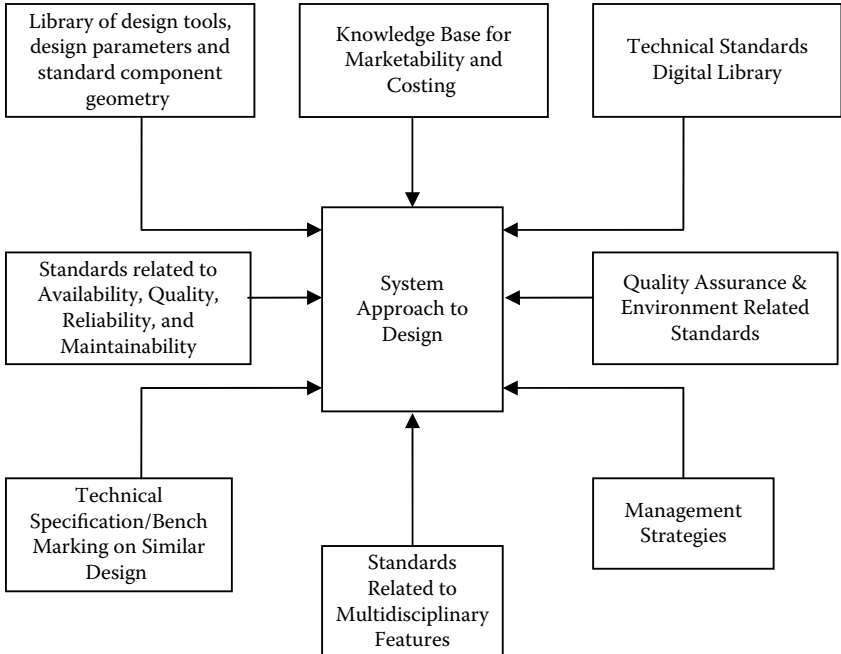 Library of design tools,
design parameters and
standard component
geometry
Knowledge Base for
Marketability and
Costing
Technical Standards
Digital Library
Standards related to
Availability, Quality,
Reliability, and
Maintainability
System
Approach to
Design
Quality Assurance &
Environment Related
Standards
Technical
Specification/Bench
Marking on Similar
Design
Standards
Related to
Multidisciplinary
Features
Management
Strategies